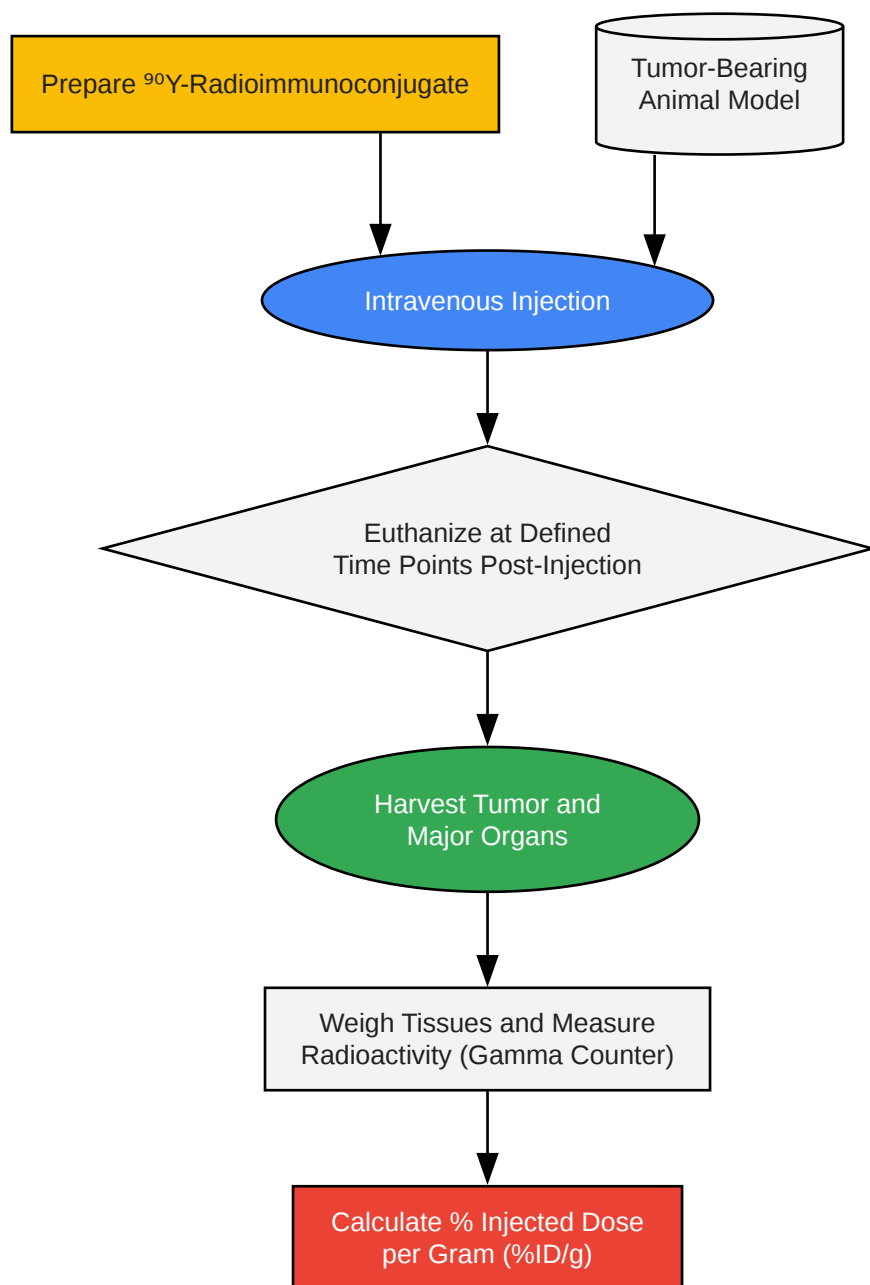 Prepare ⁹⁰Y-Radioimmunoconjugate
Tumor-Bearing
Animal Model
Intravenous Injection
Euthanize at Defined
Time Points Post-Injection
Harvest Tumor and
Major Organs
Weigh Tissues and Measure
Radioactivity (Gamma Counter)
Calculate % Injected Dose
per Gram (%ID/g)